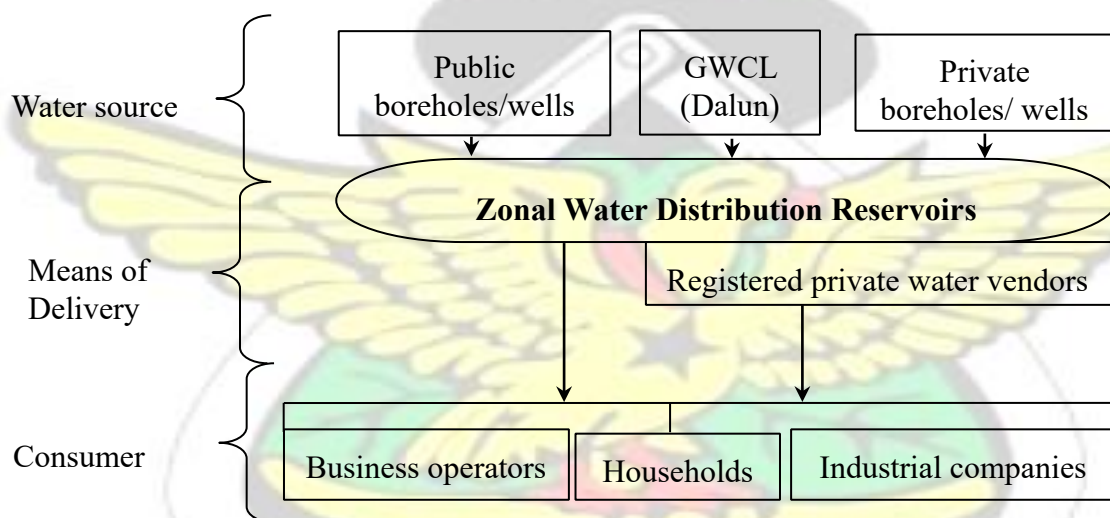 Water source
Public
boreholes/wells
GWCL
(Dalun)
Private
boreholes/ wells
Zonal Water Distribution Reservoirs
Means of
Delivery
Registered private water vendors
Consumer
Business operators
Households
Industrial companies